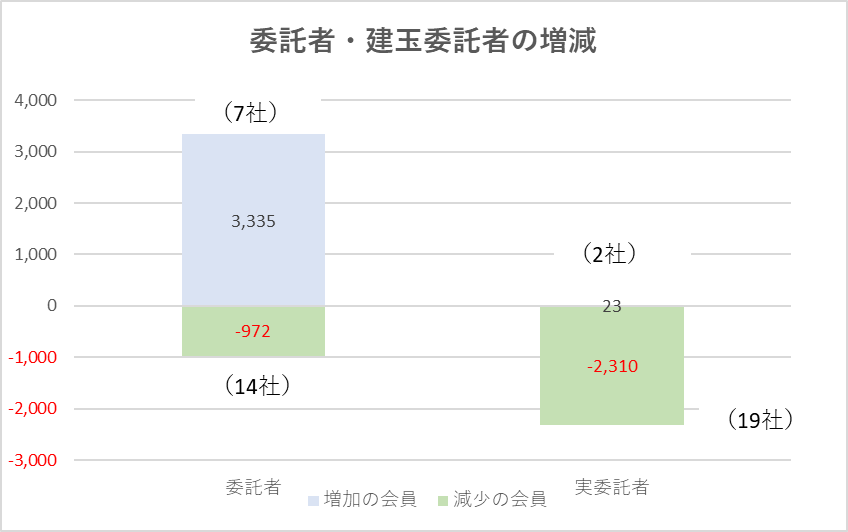 委託者・建玉委託者の増減
4,000
3,000
2,000
1,000
0
-1,000
-2,000
-3,000
（7社）
3,335
-972
（14社）
（2社）
23
-2,310
（19社）
委託者
実委託者
増加の会員
減少の会員